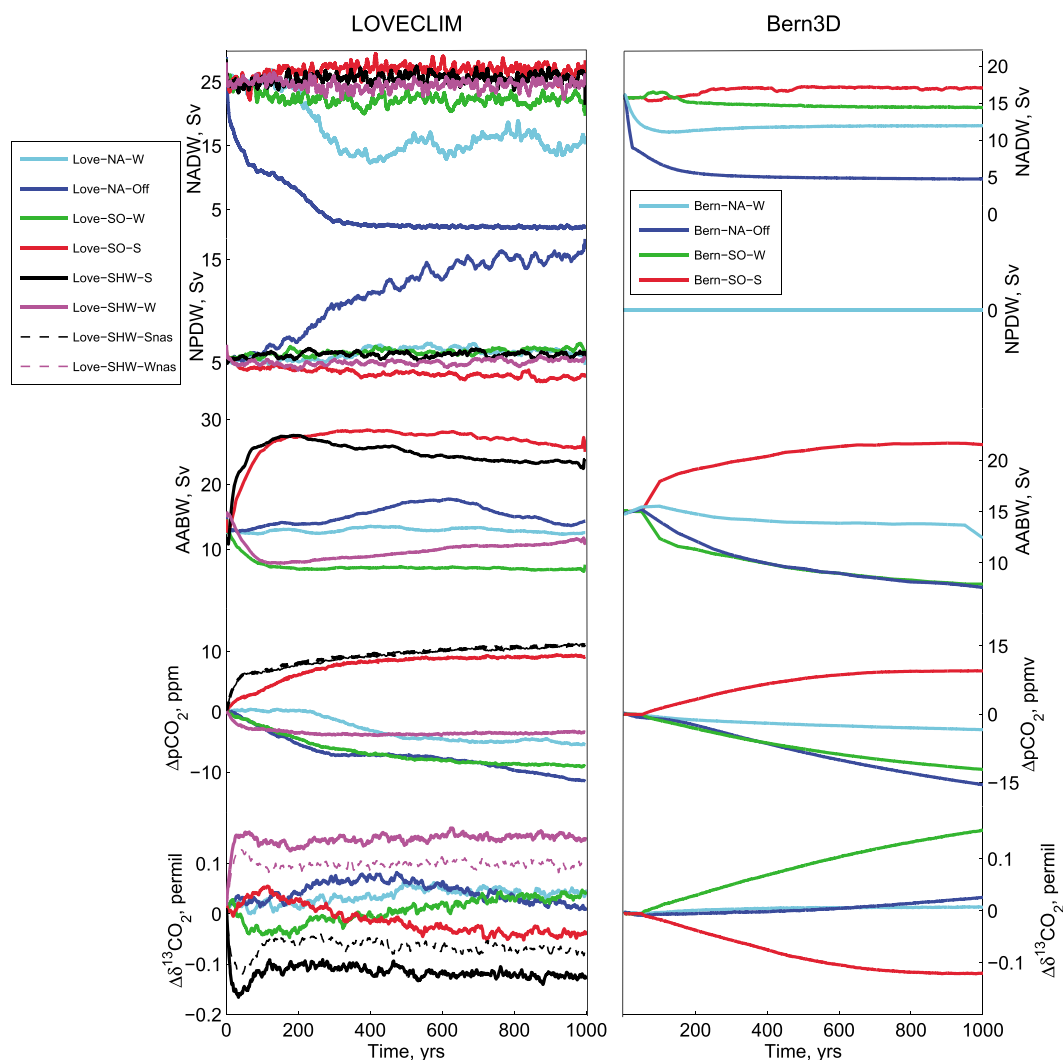 LOVECLIM
Bern3D
Love−NA−W
Love−NA−Off
Love−SO−W
Love−SO−S
Love−SHW−S
Love−SHW−W
Love−SHW−Snas
Love−SHW−Wnas
NADW, Sv
25
15
5
NPDW, Sv
15
5
AABW, Sv
30
20
10
ΔpCO2, ppm
10
0
−10
Δδ13CO2, permil
0.1
0
−0.1
−0.2
0
200
400
600
800
1000
Time, yrs
Bern−NA−W
Bern−NA−Off
Bern−SO−W
Bern−SO−S
20
15
10
5
0
NADW, Sv
0
NPDW, Sv
20
15
10
AABW, Sv
15
0
−15
ΔpCO2, ppmv
0.1
0
−0.1
Δδ13CO2, permil
200
400
600
800
1000
Time, yrs